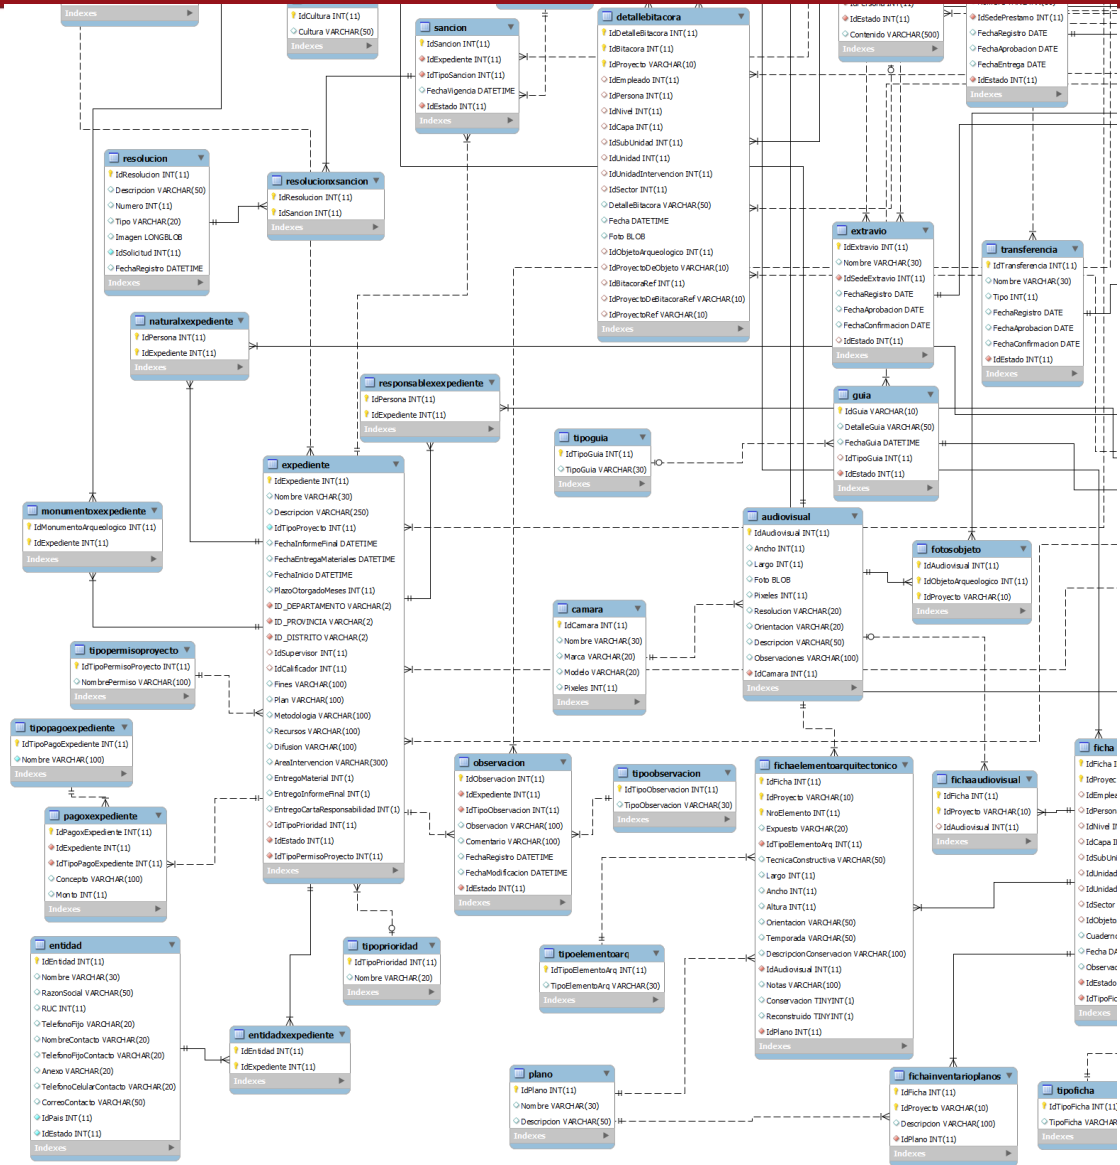 Indexes
IdCultura INT(11)
Cultura VARCHAR(50)
Indexes
sancion
IdSancion INT(11)
IdExpediente INT(11)
IdTipoSancion INT(11)
FechaVigencia DATETIME
IdEstado INT(11)
Indexes
detallebitacora
IdDetalleBitacora INT(11)
IdBitacora INT(11)
IdProyecto VARCHAR(10)
IdEmpleado INT(11)
IdPersona INT(11)
IdNivel INT(11)
IdCapa INT(11)
IdSubUnidad INT(11)
IdUnidad INT(11)
IdUnidadIntervencion INT(11)
IdSector INT(11)
DetalleBitacora VARCHAR(50)
Fecha DATETIME
Foto BLOB
IdObjetoArqueologico INT(11)
IdProyectoDeObjeto VARCHAR(10)
IdBitacoraRef INT(11)
IdProyectoDeBitacoraRef VARCHAR(10)
IdProyectoRef VARCHAR(10)
Indexes
IdEstado INT(11)
Contenido VARCHAR(500)
Indexes
IdSedePrestamo INT(11)
FechaRegistro DATE
FechaAprobacion DATE
FechaEntrega DATE
IdEstado INT(11)
Indexes
resolucion
IdResolucion INT(11)
Descripcion VARCHAR(50)
Numero INT(11)
Tipo VARCHAR(20)
Imagen LONGBLOB
IdSolicitud INT(11)
FechaRegistro DATETIME
Indexes
resolucionxsancion
IdResolucion INT(11)
IdSancion INT(11)
Indexes
extravio
IdExtravio INT(11)
Nombre VARCHAR(30)
IdSedeExtravio INT(11)
FechaRegistro DATE
FechaAprobacion DATE
FechaConfirmacion DATE
IdEstado INT(11)
Indexes
transferencia
IdTransferencia INT(11)
Nombre VARCHAR(30)
Tipo INT(11)
FechaRegistro DATE
FechaAprobacion DATE
FechaConfirmacion DATE
IdEstado INT(11)
Indexes
naturalxexpediente
IdPersona INT(11)
IdExpediente INT(11)
Indexes
responsablexexpediente
IdPersona INT(11)
IdExpediente INT(11)
Indexes
guia
IdGuia VARCHAR(10)
DetalleGuia VARCHAR(50)
FechaGuia DATETIME
IdTipoGuia INT(11)
IdEstado INT(11)
Indexes
tipoguia
IdTipoGuia INT(11)
TipoGuia VARCHAR(30)
Indexes
expediente
IdExpediente INT(11)
Nombre VARCHAR(30)
Descripcion VARCHAR(250)
IdTipoProyecto INT(11)
FechaInformeFinal DATETIME
FechaEntregaMateriales DATETIME
FechaInicio DATETIME
PlazoOtorgadoMeses INT(11)
ID_DEPARTAMENTO VARCHAR(2)
ID_PROVINCIA VARCHAR(2)
ID_DISTRITO VARCHAR(2)
IdSupervisor INT(11)
IdCalificador INT(11)
Fines VARCHAR(100)
Plan VARCHAR(100)
Metodologia VARCHAR(100)
Recursos VARCHAR(100)
Difusion VARCHAR(100)
AreaIntervencion VARCHAR(300)
EntregoMaterial INT(1)
EntregoInformeFinal INT(1)
EntregoCartaResponsabilidad INT(1)
IdTipoPrioridad INT(11)
IdEstado INT(11)
IdTipoPermisoProyecto INT(11)
Indexes
monumentoxexpediente
IdMonumentoArqueologico INT(11)
IdExpediente INT(11)
Indexes
audiovisual
IdAudiovisual INT(11)
Ancho INT(11)
Largo INT(11)
Foto BLOB
Pixeles INT(11)
Resolucion VARCHAR(20)
Orientacion VARCHAR(20)
Descripcion VARCHAR(50)
Observaciones VARCHAR(100)
IdCamara INT(11)
Indexes
fotosobjeto
IdAudiovisual INT(11)
IdObjetoArqueologico INT(11)
IdProyecto VARCHAR(10)
Indexes
camara
IdCamara INT(11)
Nombre VARCHAR(30)
Marca VARCHAR(20)
Modelo VARCHAR(20)
Pixeles INT(11)
Indexes
tipopermisoproyecto
IdTipoPermisoProyecto INT(11)
NombrePermiso VARCHAR(100)
Indexes
tipopagoexpediente
IdTipoPagoExpediente INT(11)
Nombre VARCHAR(100)
Indexes
pagoxexpediente
IdPagoxExpediente INT(11)
IdExpediente INT(11)
IdTipoPagoExpediente INT(11)
Concepto VARCHAR(100)
Monto INT(11)
Indexes
observacion
IdObservacion INT(11)
IdExpediente INT(11)
IdTipoObservacion INT(11)
Observacion VARCHAR(100)
Comentario VARCHAR(100)
FechaRegistro DATETIME
FechaModificacion DATETIME
IdEstado INT(11)
Indexes
tipoobservacion
IdTipoObservacion INT(11)
TipoObservacion VARCHAR(30)
Indexes
fichaelementoarquitectonico
IdFicha INT(11)
IdProyecto VARCHAR(10)
NroElemento INT(11)
Expuesto VARCHAR(20)
IdTipoElementoArq INT(11)
TecnicaConstructiva VARCHAR(50)
Largo INT(11)
Ancho INT(11)
Altura INT(11)
Orientacion VARCHAR(50)
Temporada VARCHAR(50)
DescripcionConservacion VARCHAR(100)
IdAudiovisual INT(11)
Notas VARCHAR(100)
Conservacion TINYINT(1)
Reconstruido TINYINT(1)
IdPlano INT(11)
Indexes
fichaaudiovisual
IdFicha INT(11)
IdProyecto VARCHAR(10)
IdAudiovisual INT(11)
Indexes
ficha
IdFicha I
IdProyec
IdEmplea
IdPerson
IdNivel IN
IdCapa I
IdSubUni
IdUnidad
IdUnidad
IdSector
IdObjeto
Cuaderno
Fecha DA
Observac
IdEstado
IdTipoFic
Indexes
entidad
IdEntidad INT(11)
Nombre VARCHAR(30)
RazonSocial VARCHAR(50)
RUC INT(11)
TelefonoFijo VARCHAR(20)
NombreContacto VARCHAR(20)
TelefonoFijoContacto VARCHAR(20)
Anexo VARCHAR(20)
TelefonoCelularContacto VARCHAR(20)
CorreoContacto VARCHAR(50)
IdPais INT(11)
IdEstado INT(11)
Indexes
tipoprioridad
IdTipoPrioridad INT(11)
Nombre VARCHAR(20)
Indexes
tipoelementoarq
IdTipoElementoArq INT(11)
TipoElementoArq VARCHAR(30)
Indexes
entidadxexpediente
IdEntidad INT(11)
IdExpediente INT(11)
Indexes
plano
IdPlano INT(11)
Nombre VARCHAR(30)
Descripcion VARCHAR(50)
Indexes
fichainventarioplanos
IdFicha INT(11)
IdProyecto VARCHAR(10)
Descripcion VARCHAR(100)
IdPlano INT(11)
Indexes
tipoficha
IdTipoFicha INT(11)
TipoFicha VARCHAR
Indexes